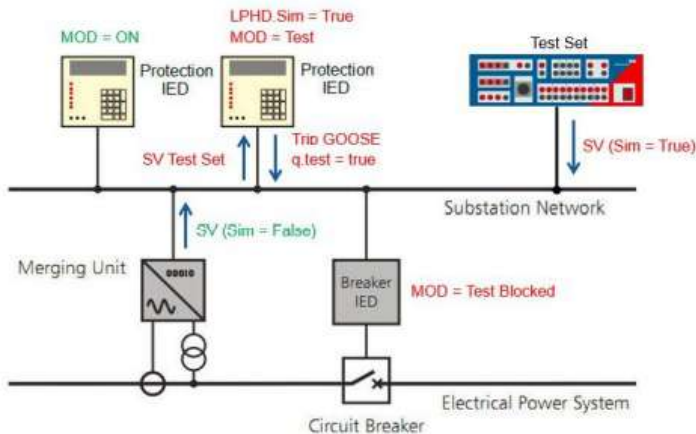 LPHD.Sim = True
MOD = ON
MOD = Test
Test Set
Protection
IED
Protection
IED
SV Test Set
Trip GOOSE
q.test = true
SV (Sim = True)
Substation Network
SV (Sim = False)
Merging Unit
Breaker
IED
MOD = Test Blocked
Electrical Power System
Circuit Breaker